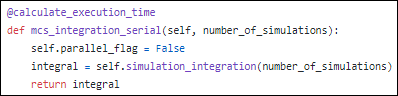 @calculate_execution_time
def mcs_integration_serial(self, number_of_simulations):
    self.parallel_flag = False
    integral = self.simulation_integration(number_of_simulations)
    return integral